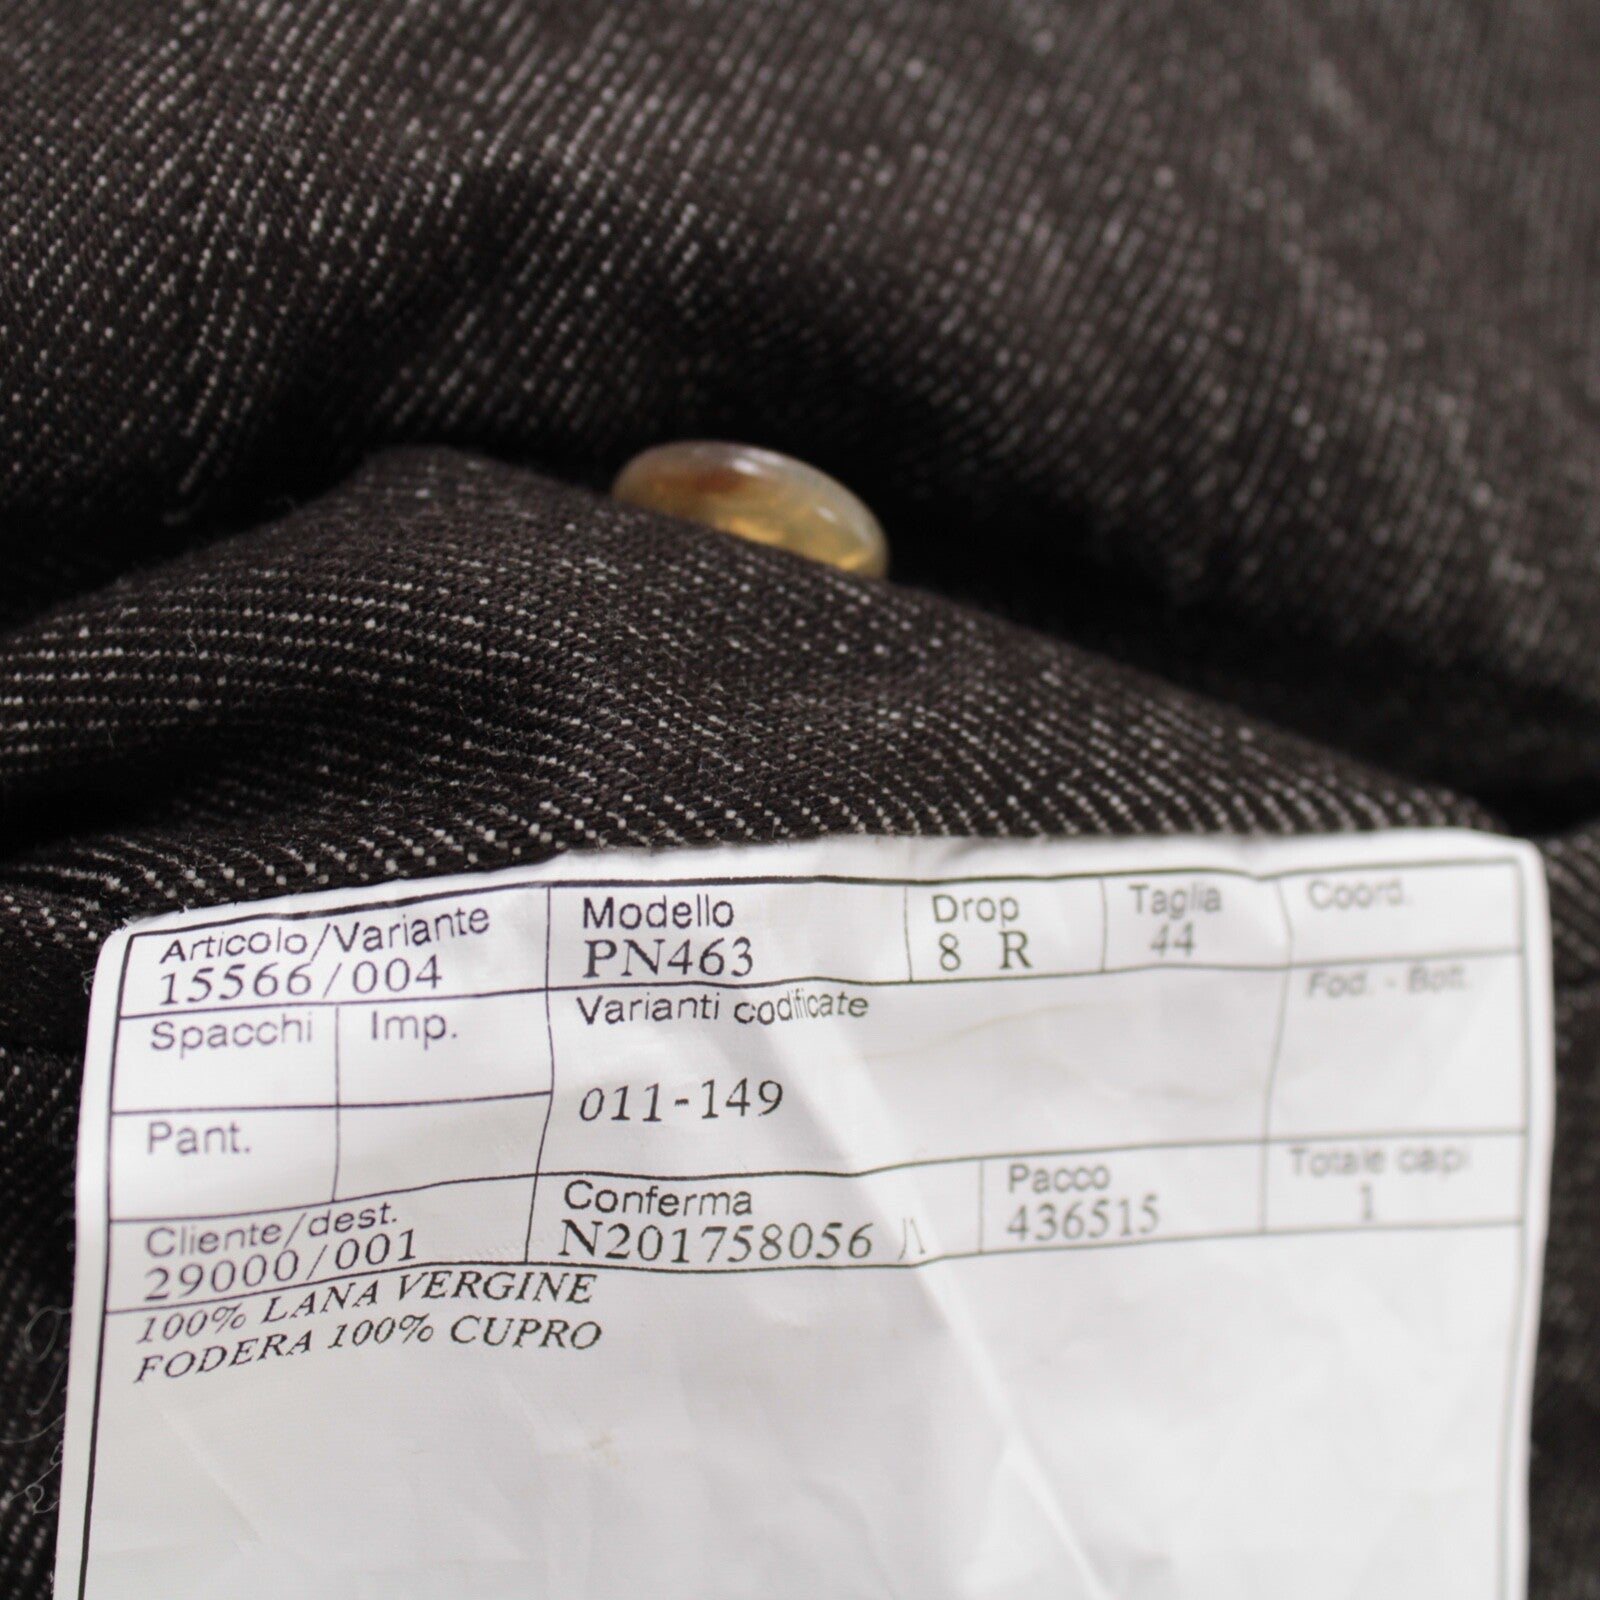 Articolo/Variante Modello Drop Taglia Coord.
15566/004 PN463 8 R 44
Spacchi Imp. Varianti codificate Fod. - Bott.
011-149
Pant.
Cliente/dest. Conferma Pacco Totale capi
29000/001 N201758056 /1 436515 1
100% LANA VERGINE
FODERA 100% CUPRO